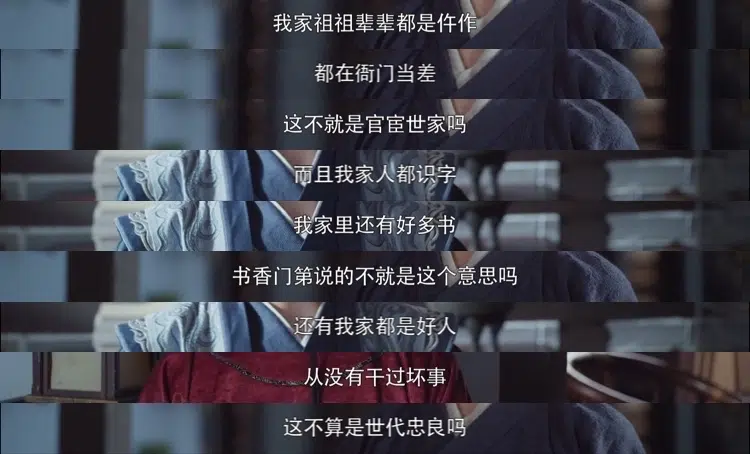 我家祖祖辈辈都是仵作
都在衙门当差
这不就是官宦世家吗
而且我家人都识字
我家里还有好多书
书香门第说的不就是这个意思吗
还有我家都是好人
从没有干过坏事
这不算是世代忠良吗